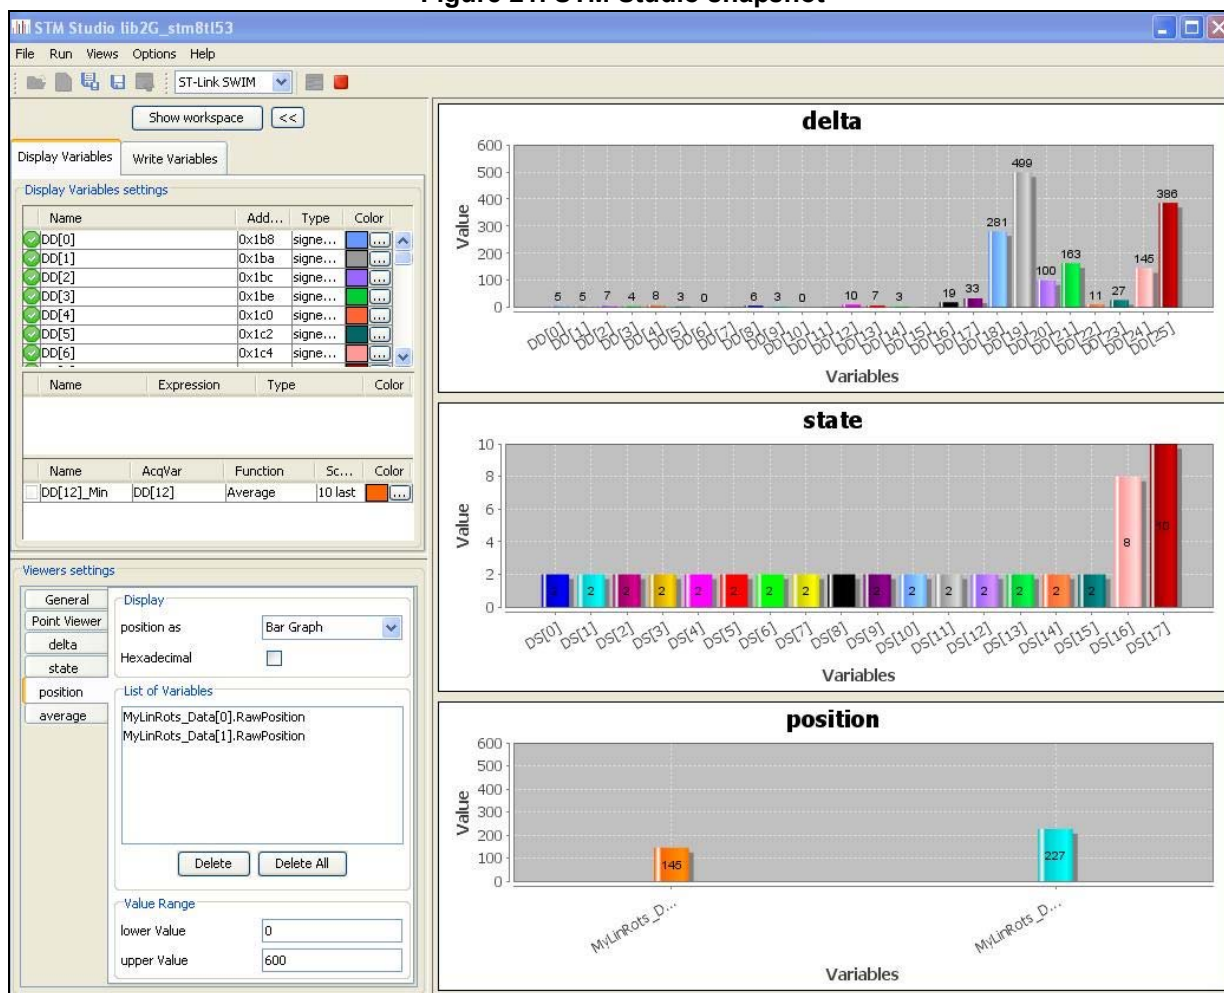 STM Studio lib2G_stm8tl53
File Run Views Options Help
ST-Link SWIM
Show workspace <<
Display Variables Write Variables
Display Variables settings
Name Add... Type Color
DD[0] 0x1b8 signe... ...
DD[1] 0x1ba signe... ...
DD[2] 0x1bc signe... ...
DD[3] 0x1be signe... ...
DD[4] 0x1c0 signe... ...
DD[5] 0x1c2 signe... ...
DD[6] 0x1c4 signe... ...
Name Expression Type Color
Name AcqVar Function Sc... Color
DD[12]_Min DD[12] Average 10 last ...
Viewers settings
General
Point Viewer
delta
state
position
average
Display
position as Bar Graph
Hexadecimal
List of Variables
MyLinRots_Data[0].RawPosition
MyLinRots_Data[1].RawPosition
Delete Delete All
Value Range
lower Value 0
upper Value 600
delta
600
500
400
300
200
100
0
Value
5 5 7 4 8 3 0 6 3 0 10 7 3 19 33 281 499 100 163 11 27 145 386
DD[0] DD[1] DD[2] DD[3] DD[4] DD[5] DD[6] DD[7] DD[8] DD[9] DD[10] DD[11] DD[12] DD[13] DD[14] DD[15] DD[16] DD[17] DD[18] DD[19] DD[20] DD[21] DD[22] DD[23] DD[24] DD[25]
Variables
state
10
8
6
4
2
0
Value
2 2 2 2 2 2 2 2 2 2 2 2 2 2 2 8 10
DS[0] DS[1] DS[2] DS[3] DS[4] DS[5] DS[6] DS[7] DS[8] DS[9] DS[10] DS[11] DS[12] DS[13] DS[14] DS[15] DS[16] DS[17]
Variables
position
600
500
400
300
200
100
0
Value
145 227
MyLinRots_D... MyLinRots_D...
Variables